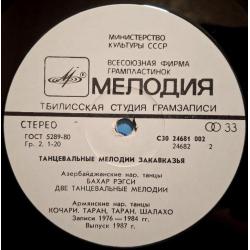 МИНИСТЕРСТВО
КУЛЬТУРЫ СССР
ВСЕСОЮЗНАЯ ФИРМА
ГРАМПЛАСТИНОК
МЕЛОДИЯ
ТБИЛИССКАЯ СТУДИЯ ГРАМЗАПИСИ
СТЕРЕО
33
ГОСТ 5289-80
Гр. 2. 1-20
С30 24681 002
24682 2
ТАНЦЕВАЛЬНЫЕ МЕЛОДИИ ЗАКАВКАЗЬЯ
Азербайджанские нар. танцы
БАХАР РЭГСИ
ДВЕ ТАНЦЕВАЛЬНЫЕ МЕЛОДИИ
Армянские нар. танцы
КОЧАРИ, ТАРАН, ТАРАН, ШАЛАХО
Записи 1976 — 1984 гг.
Выпуск 1987 г.